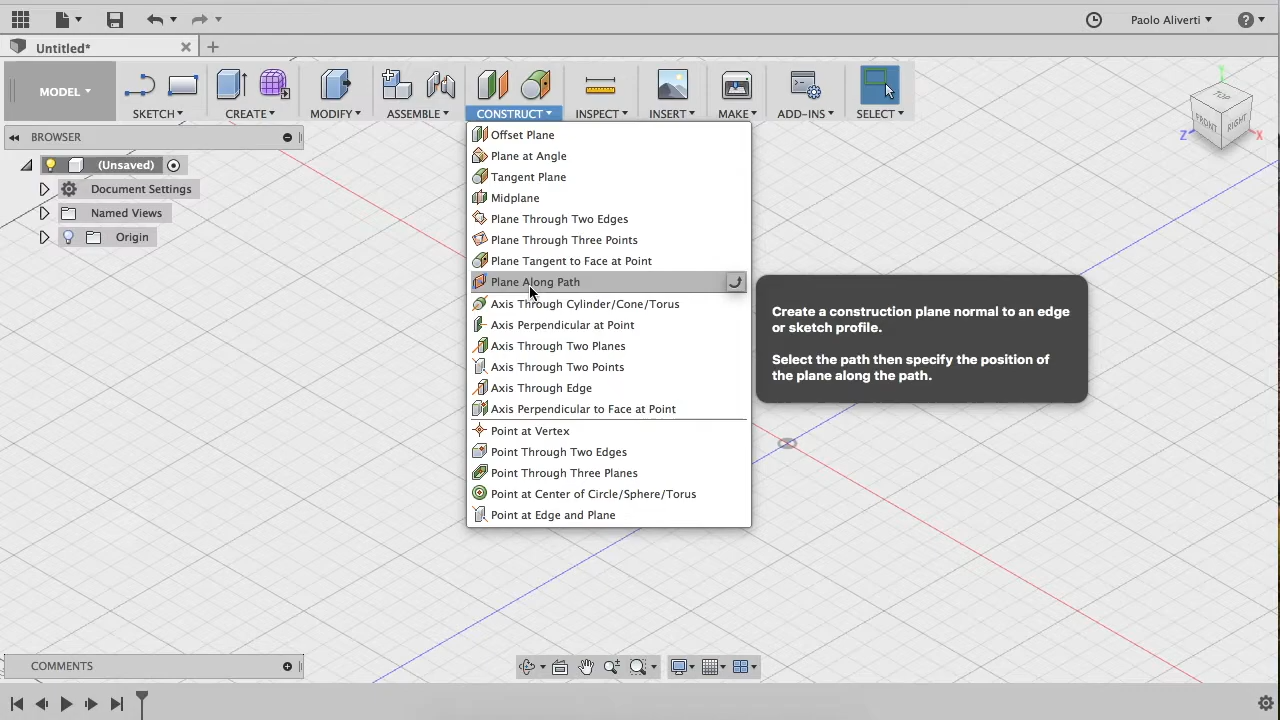 Paolo Aliverti
Untitled*
MODEL
SKETCH
CREATE
MODIFY
ASSEMBLE
CONSTRUCT
INSPECT
INSERT
MAKE
ADD-INS
SELECT
BROWSER
(Unsaved)
Document Settings
Named Views
Origin
Offset Plane
Plane at Angle
Tangent Plane
Midplane
Plane Through Two Edges
Plane Through Three Points
Plane Tangent to Face at Point
Plane Along Path
Axis Through Cylinder/Cone/Torus
Axis Perpendicular at Point
Axis Through Two Planes
Axis Through Two Points
Axis Through Edge
Axis Perpendicular to Face at Point
Point at Vertex
Point Through Two Edges
Point Through Three Planes
Point at Center of Circle/Sphere/Torus
Point at Edge and Plane
Create a construction plane normal to an edge
or sketch profile.
Select the path then specify the position of
the plane along the path.
Y
TOP
FRONT
RIGHT
Z
X
COMMENTS